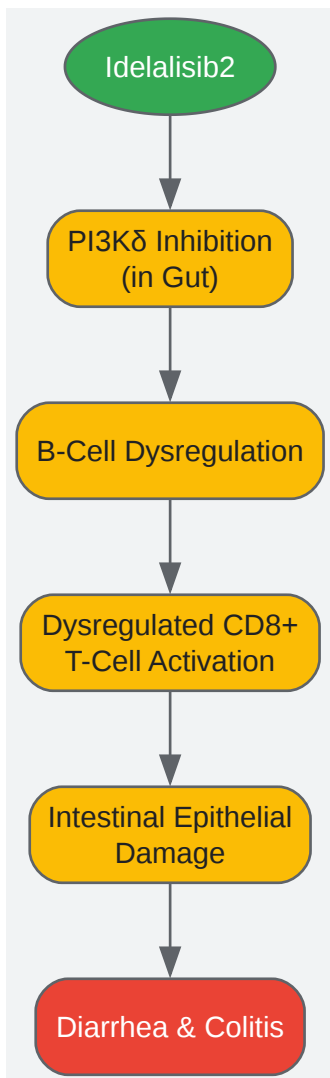 Idelalisib2
PI3Kδ Inhibition
(in Gut)
B-Cell Dysregulation
Dysregulated CD8+
T-Cell Activation
Intestinal Epithelial
Damage
Diarrhea & Colitis